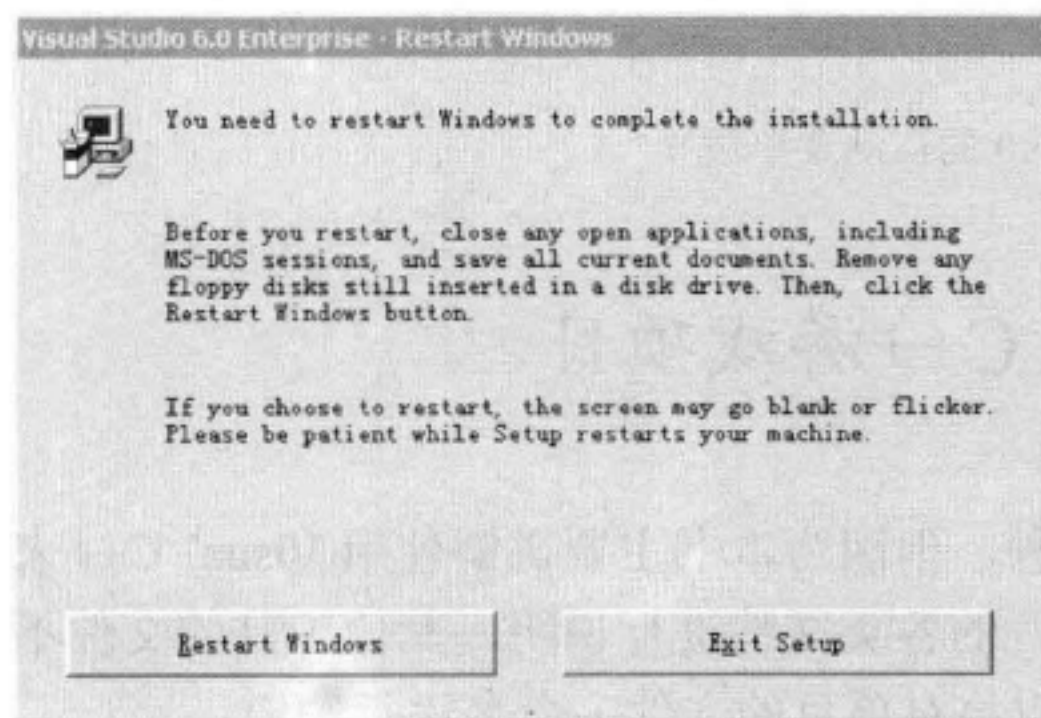 Visual Studio 6.0 Enterprise - Restart Windows
You need to restart Windows to complete the installation.
Before you restart, close any open applications, including
MS-DOS sessions, and save all current documents. Remove any
floppy disks still inserted in a disk drive. Then, click the
Restart Windows button.
If you choose to restart, the screen may go blank or flicker.
Please be patient while Setup restarts your machine.
Restart Windows
Exit Setup